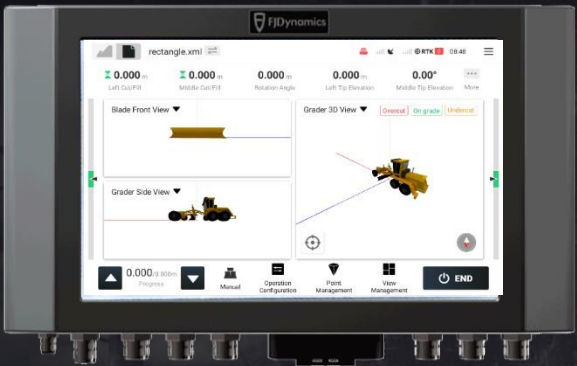 FJDynamics
rectangle.xml RTK 08:48
0.000 m 0.000 m 0.000 m 0.000 m 0.00°
Left Cut/Fill Middle Cut/Fill Rotation Angle Left Tip Elevation Middle Tip Elevation More
Blade Front View Grader 3D View Overcut On grade Undercut
Grader Side View
0.000/0.000m Manual Operation Configuration Point Management View Management END
Progress